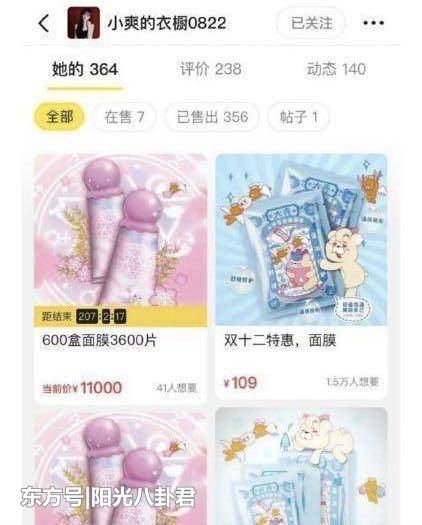 小爽的衣橱0822
已关注
她的 364
评价 238
动态 140
全部
在售 7
已售出 356
帖子 1
距结束 207:2:17
600盒面膜3600片
当前价¥11000
41人想要
双十二特惠，面膜
¥109
1.5万人想要
东方号|阳光八卦君